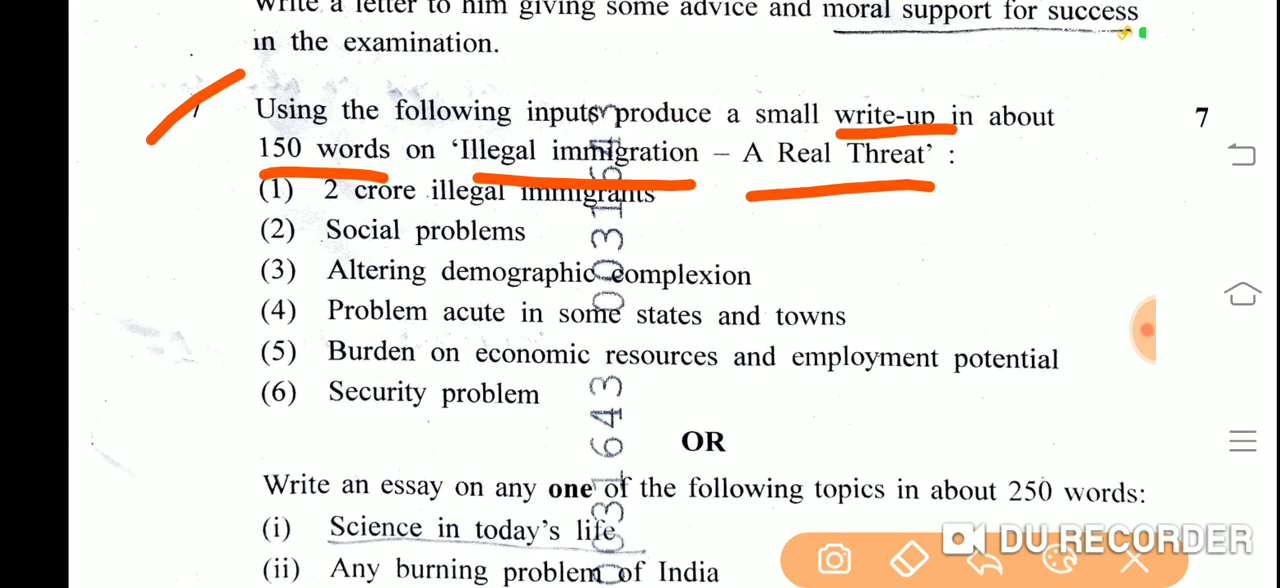 Write a letter to him giving some advice and moral support for success
in the examination.
Using the following inputs produce a small write-up in about 7
150 words on ‘Illegal immigration – A Real Threat’ :
(1) 2 crore illegal immigrants
(2) Social problems
(3) Altering demographic complexion
(4) Problem acute in some states and towns
(5) Burden on economic resources and employment potential
(6) Security problem
OR
Write an essay on any one of the following topics in about 250 words:
(i) Science in today's life
(ii) Any burning problem of India
DU RECORDER